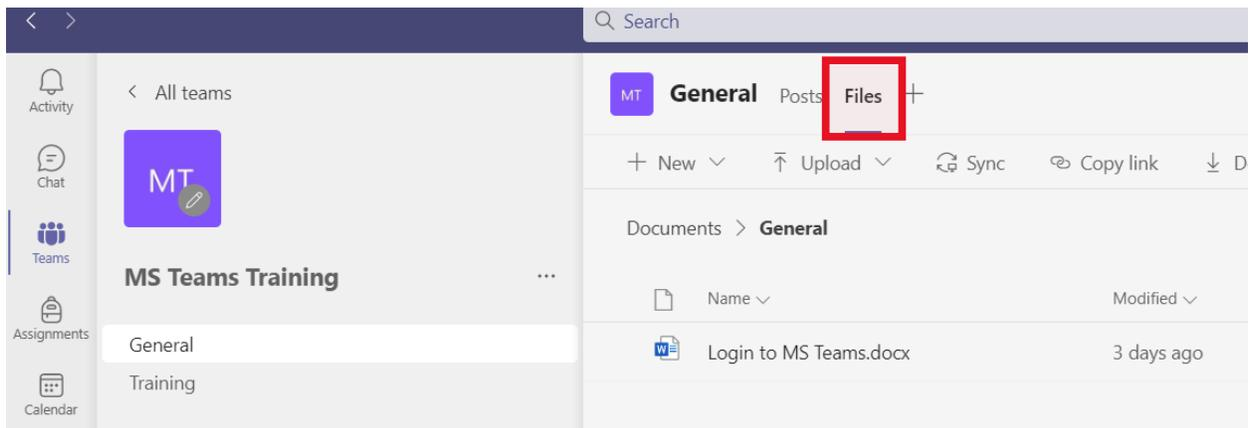 Search
Activity
Chat
Teams
Assignments
Calendar
All teams
MT
MS Teams Training
...
General
Training
MT General Posts Files
New Upload Sync Copy link D
Documents > General
Name Modified
Login to MS Teams.docx 3 days ago